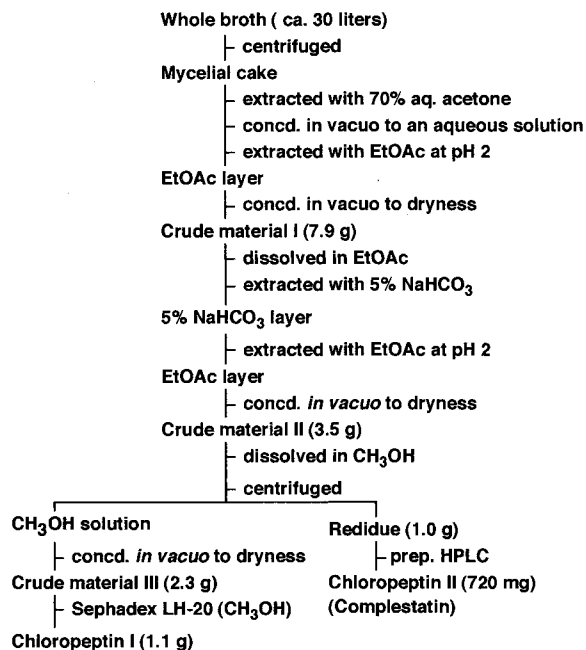 Whole broth ( ca. 30 liters)
centrifuged
Mycelial cake
extracted with 70% aq. acetone
concd. in vacuo to an aqueous solution
extracted with EtOAc at pH 2
EtOAc layer
concd. in vacuo to dryness
Crude material I (7.9 g)
dissolved in EtOAc
extracted with 5% NaHCO₃
5% NaHCO₃ layer
extracted with EtOAc at pH 2
EtOAc layer
concd. in vacuo to dryness
Crude material II (3.5 g)
dissolved in CH₃OH
centrifuged
CH₃OH solution
concd. in vacuo to dryness
Crude material III (2.3 g)
Sephadex LH-20 (CH₃OH)
Chloropeptin I (1.1 g)
Redidue (1.0 g)
prep. HPLC
Chloropeptin II (720 mg)
(Complestatin)